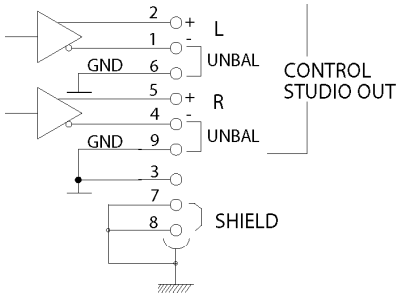 2 + L
1 -
GND 6 UNBAL
CONTROL
STUDIO OUT
5 + R
4 -
GND 9 UNBAL
3
7
8 SHIELD